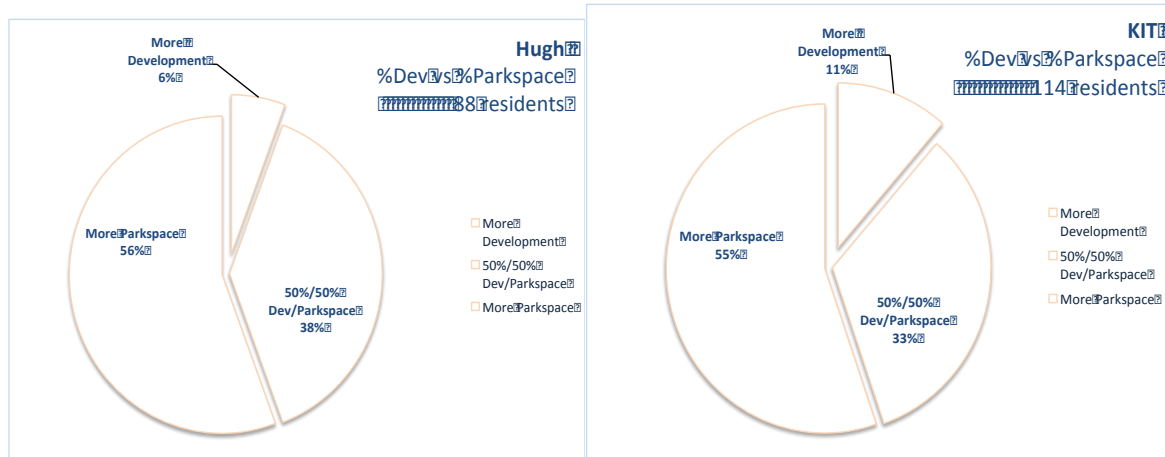 Hugh
%Dev vs %Parkspace
88 residents
More
Development
6%
More Parkspace
56%
50%/50%
Dev/Parkspace
38%
More
Development
50%/50%
Dev/Parkspace
More Parkspace
KIT
%Dev vs %Parkspace
114 residents
More
Development
11%
More Parkspace
55%
50%/50%
Dev/Parkspace
33%
More
Development
50%/50%
Dev/Parkspace
More Parkspace